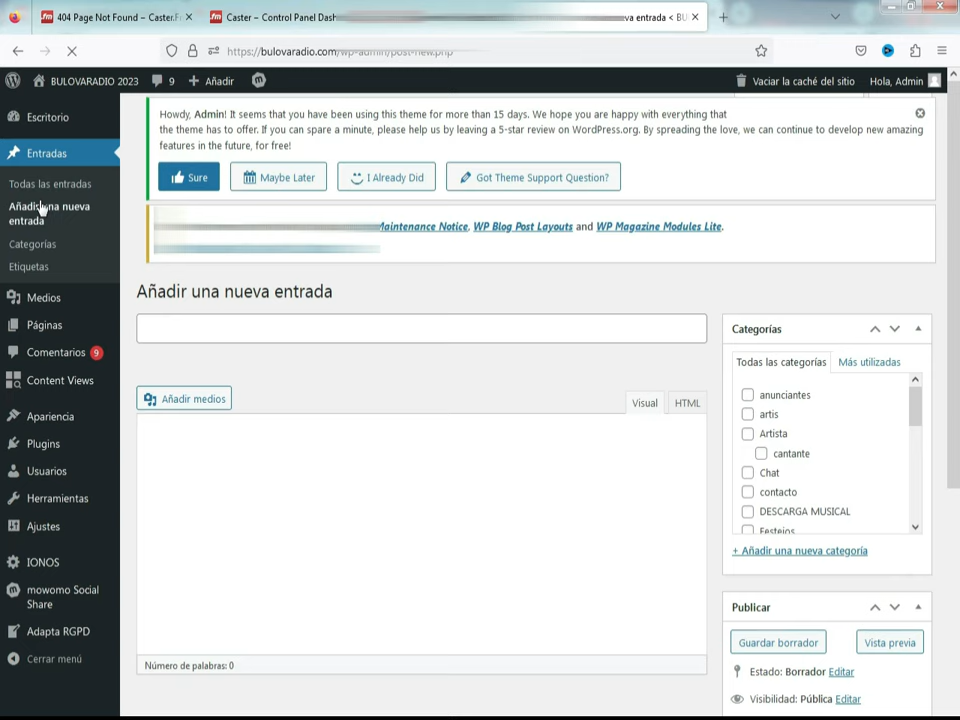 404 Page Not Found – Caster.F
Caster – Control Panel Dash
va entrada < BU
https://bulovaradio.com/wp-admin/post-new.php
BULOVARADIO 2023
9
Añadir
Vaciar la caché del sitio
Hola, Admin
Escritorio
Entradas
Todas las entradas
Añadir una nueva
entrada
Categorías
Etiquetas
Medios
Páginas
Comentarios 9
Content Views
Apariencia
Plugins
Usuarios
Herramientas
Ajustes
IONOS
mowomo Social
Share
Adapta RGPD
Cerrar menú
Howdy, Admin! It seems that you have been using this theme for more than 15 days. We hope you are happy with everything that
the theme has to offer. If you can spare a minute, please help us by leaving a 5-star review on WordPress.org. By spreading the love, we can continue to develop new amazing
features in the future, for free!
Sure
Maybe Later
I Already Did
Got Theme Support Question?
Maintenance Notice, WP Blog Post Layouts and WP Magazine Modules Lite.
Añadir una nueva entrada
Añadir medios
Visual
HTML
Número de palabras: 0
Categorías
Todas las categorías
Más utilizadas
anunciantes
artis
Artista
cantante
Chat
contacto
DESCARGA MUSICAL
Festejos
+ Añadir una nueva categoría
Publicar
Guardar borrador
Vista previa
Estado: Borrador Editar
Visibilidad: Pública Editar